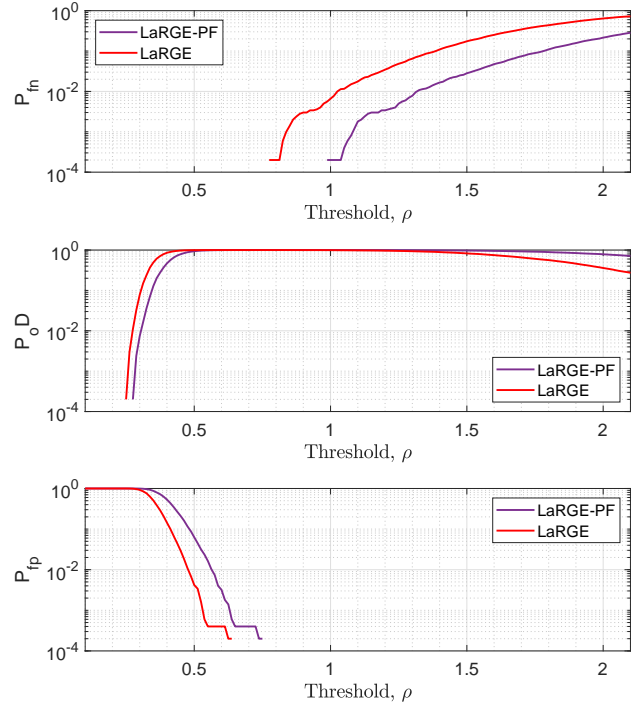 10^0
10^-2
10^-4
P_fn
LaRGE-PF
LaRGE
0.5 1 1.5 2
Threshold, ρ
10^0
10^-2
10^-4
P_oD
LaRGE-PF
LaRGE
0.5 1 1.5 2
Threshold, ρ
10^0
10^-2
10^-4
P_fp
LaRGE-PF
LaRGE
0.5 1 1.5 2
Threshold, ρ